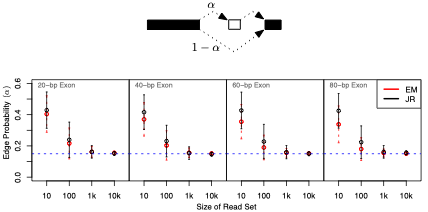 α
1 − α
20−bp Exon 40−bp Exon 60−bp Exon 80−bp Exon
EM
JR
Edge Probability (α)
0.0 0.2 0.4 0.6
10 100 1k 10k 10 100 1k 10k 10 100 1k 10k 10 100 1k 10k
Size of Read Set